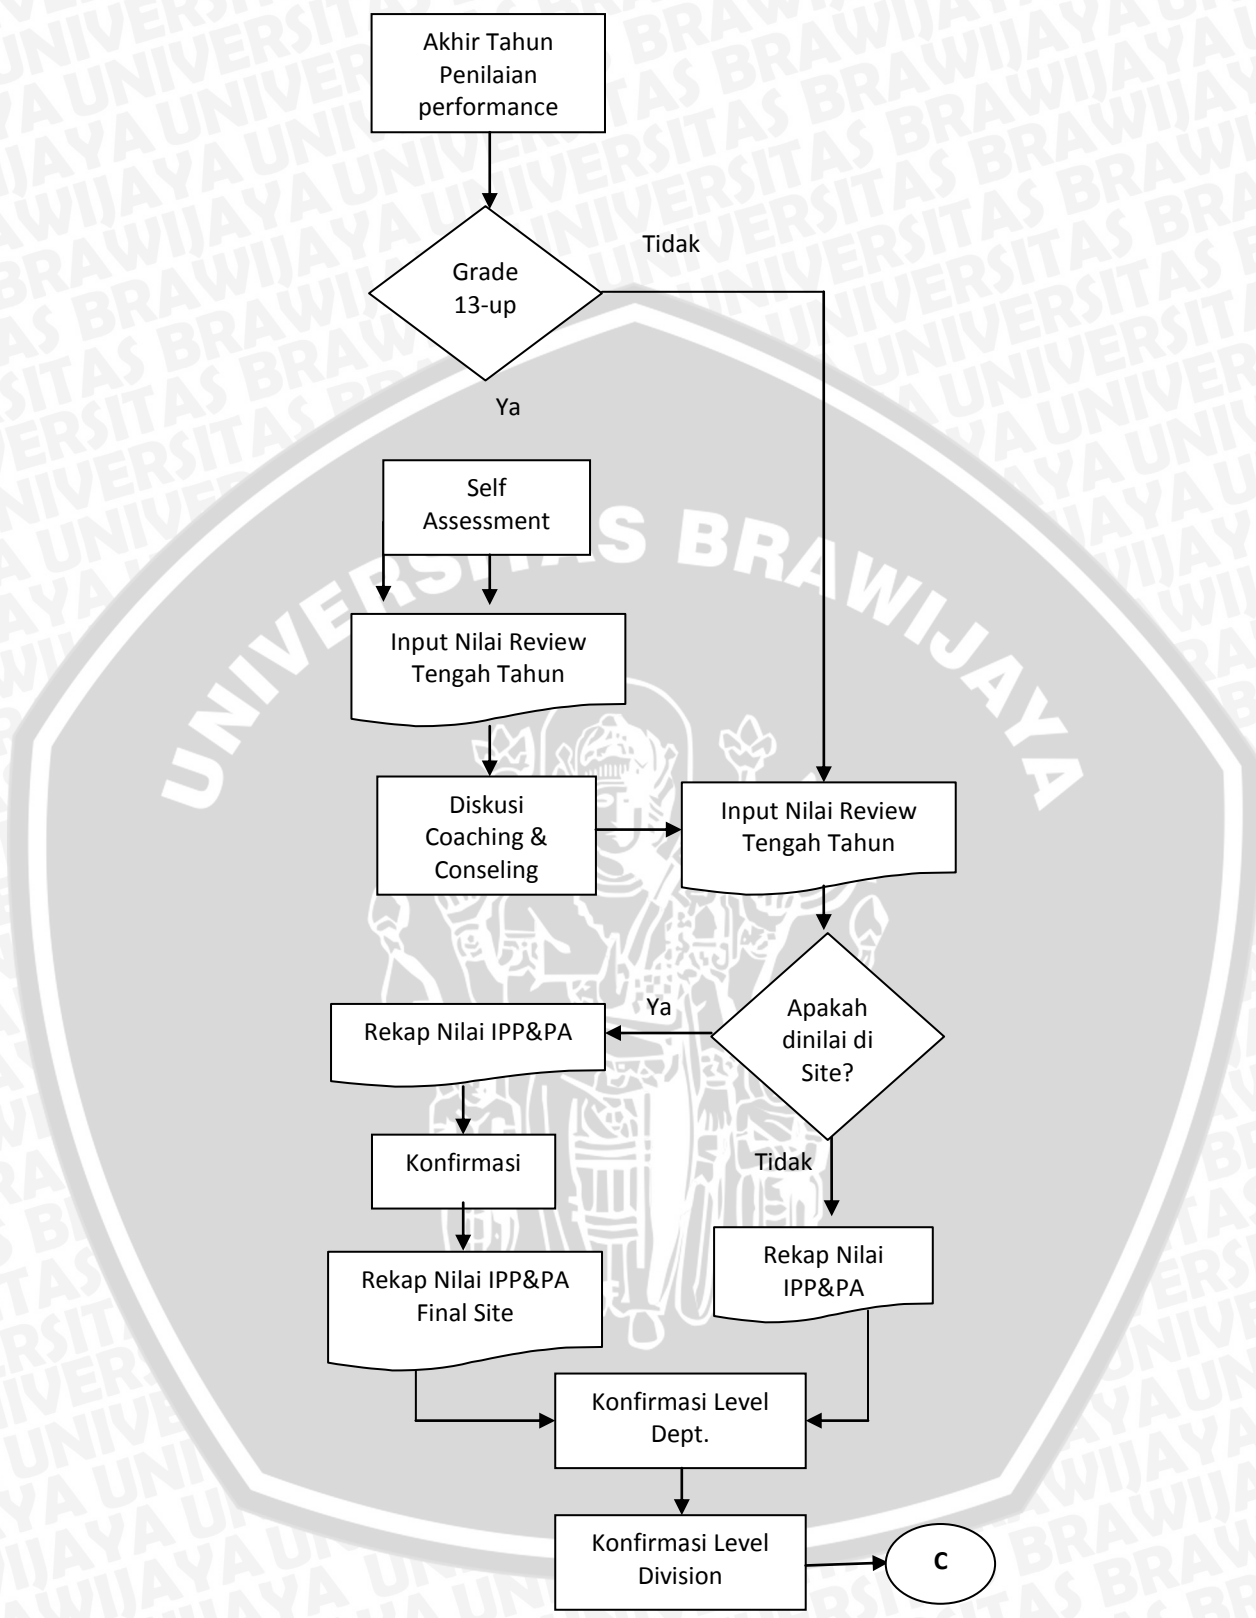 Akhir Tahun
Penilaian
performance
Tidak
Grade
13-up
Ya
Self
Assessment
UNIVERSITAS BRAWIJAYA
Input Nilai Review
Tengah Tahun
Diskusi
Coaching &
Conseling
Input Nilai Review
Tengah Tahun
Ya
Apakah
dinilai di
Site?
Rekap Nilai IPP&PA
Konfirmasi
Tidak
Rekap Nilai IPP&PA
Final Site
Rekap Nilai
IPP&PA
Konfirmasi Level
Dept.
Konfirmasi Level
Division
C